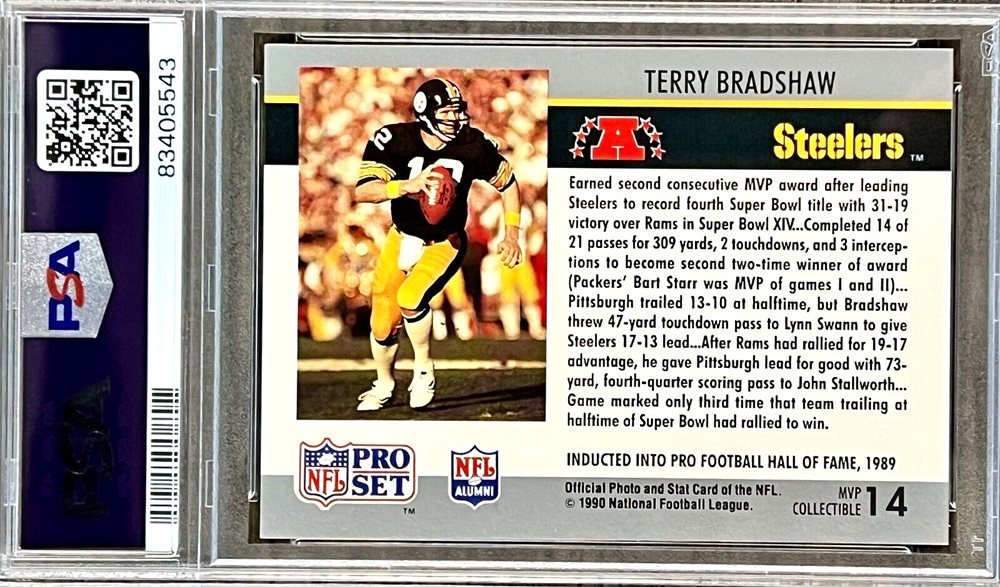 83405543
PSA
PSA
TERRY BRADSHAW
A
Steelers TM
12
Earned second consecutive MVP award after leading
Steelers to record fourth Super Bowl title with 31-19
victory over Rams in Super Bowl XIV...Completed 14 of
21 passes for 309 yards, 2 touchdowns, and 3 intercep-
tions to become second two-time winner of award
(Packers' Bart Starr was MVP of games I and II)...
Pittsburgh trailed 13-10 at halftime, but Bradshaw
threw 47-yard touchdown pass to Lynn Swann to give
Steelers 17-13 lead...After Rams had rallied for 19-17
advantage, he gave Pittsburgh lead for good with 73-
yard, fourth-quarter scoring pass to John Stallworth...
Game marked only third time that team trailing at
halftime of Super Bowl had rallied to win.
INDUCTED INTO PRO FOOTBALL HALL OF FAME, 1989
NFL PRO SET TM
NFL ALUMNI
Official Photo and Stat Card of the NFL.
© 1990 National Football League.
MVP
COLLECTIBLE 14